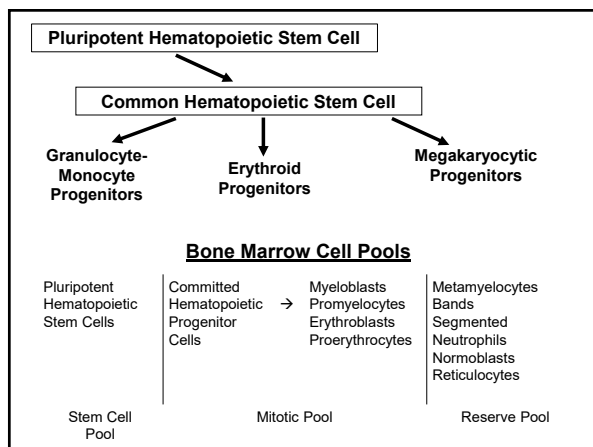 Pluripotent Hematopoietic Stem Cell
Common Hematopoietic Stem Cell
Granulocyte-
Monocyte
Progenitors
Erythroid
Progenitors
Megakaryocytic
Progenitors
Bone Marrow Cell Pools
Pluripotent
Hematopoietic
Stem Cells
Committed
Hematopoietic →
Progenitor
Cells
Myeloblasts
Promyelocytes
Erythroblasts
Proerythrocytes
Metamyelocytes
Bands
Segmented
Neutrophils
Normoblasts
Reticulocytes
Stem Cell
Pool
Mitotic Pool
Reserve Pool